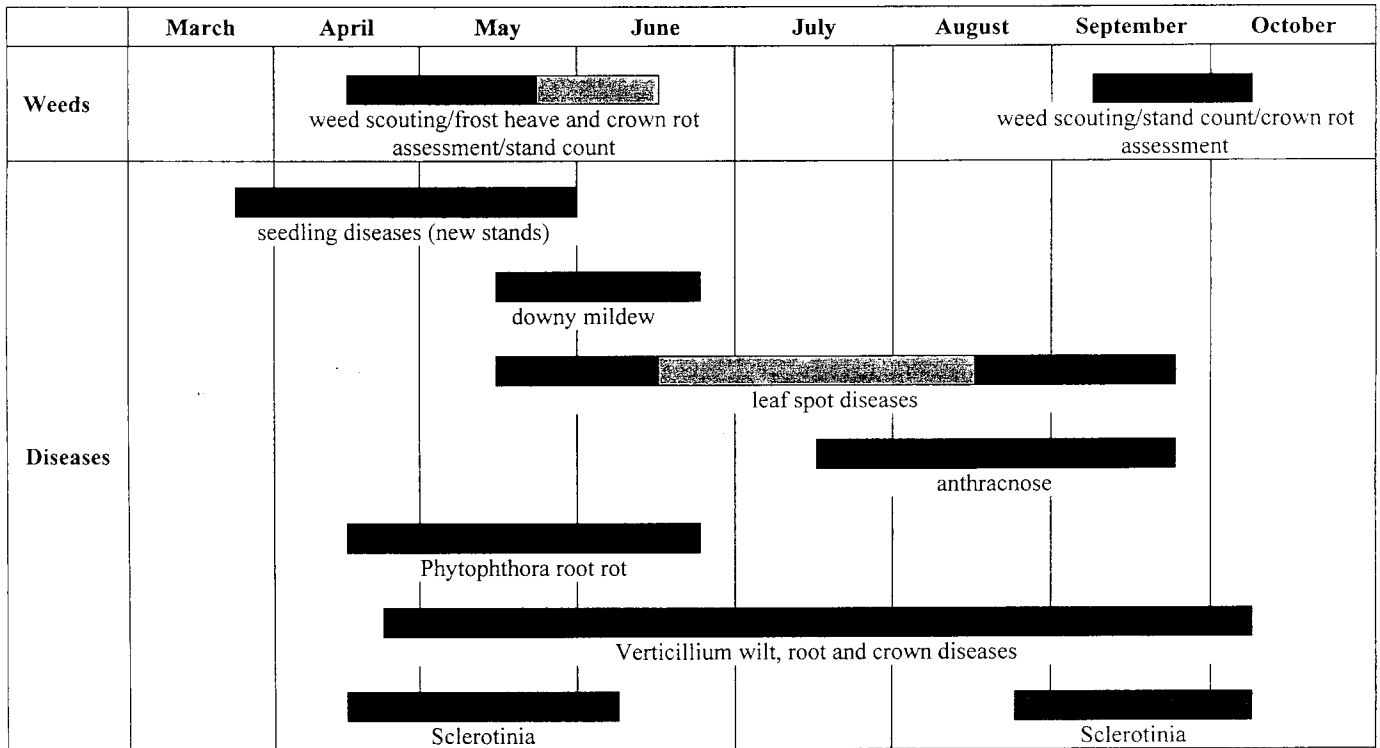 March April May June July August September October
Weeds
weed scouting/frost heave and crown rot
assessment/stand count
weed scouting/stand count/crown rot
assessment
seedling diseases (new stands)
downy mildew
leaf spot diseases
Diseases
anthracnose
Phytophthora root rot
Verticillium wilt, root and crown diseases
Sclerotinia
Sclerotinia